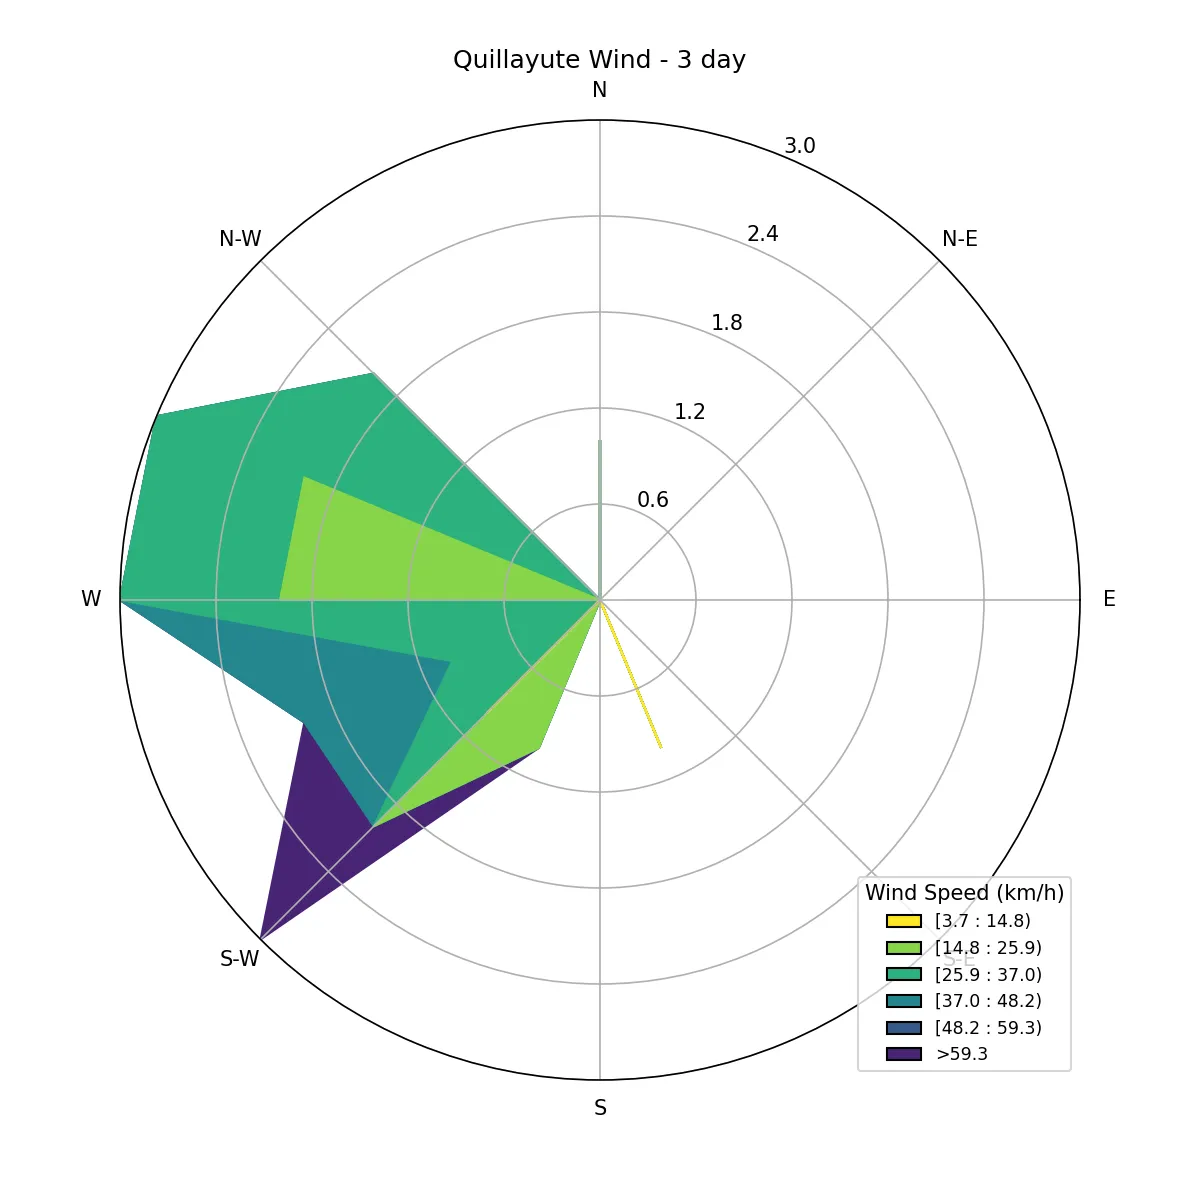 Quillayute Wind - 3 day
N
3.0
N-W
N-E
2.4
1.8
1.2
0.6
W
E
S-W
S-E
S
Wind Speed (km/h)
[3.7 : 14.8)
[14.8 : 25.9)
[25.9 : 37.0)
[37.0 : 48.2)
[48.2 : 59.3)
>59.3